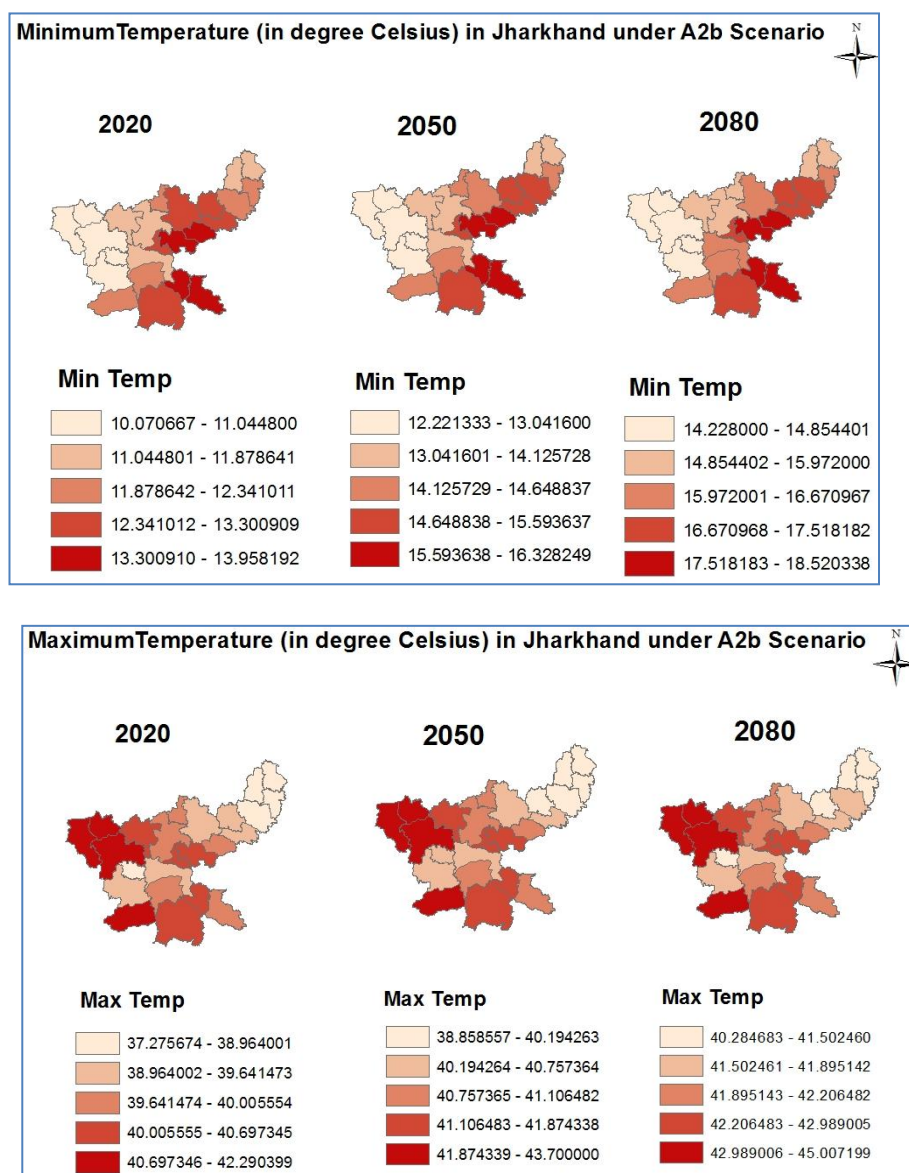 MinimumTemperature (in degree Celsius) in Jharkhand under A2b Scenario
N
2020
2050
2080
Min Temp
10.070667 - 11.044800
11.044801 - 11.878641
11.878642 - 12.341011
12.341012 - 13.300909
13.300910 - 13.958192
Min Temp
12.221333 - 13.041600
13.041601 - 14.125728
14.125729 - 14.648837
14.648838 - 15.593637
15.593638 - 16.328249
Min Temp
14.228000 - 14.854401
14.854402 - 15.972000
15.972001 - 16.670967
16.670968 - 17.518182
17.518183 - 18.520338
MaximumTemperature (in degree Celsius) in Jharkhand under A2b Scenario
N
2020
2050
2080
Max Temp
37.275674 - 38.964001
38.964002 - 39.641473
39.641474 - 40.005554
40.005555 - 40.697345
40.697346 - 42.290399
Max Temp
38.858557 - 40.194263
40.194264 - 40.757364
40.757365 - 41.106482
41.106483 - 41.874338
41.874339 - 43.700000
Max Temp
40.284683 - 41.502460
41.502461 - 41.895142
41.895143 - 42.206482
42.206483 - 42.989005
42.989006 - 45.007199